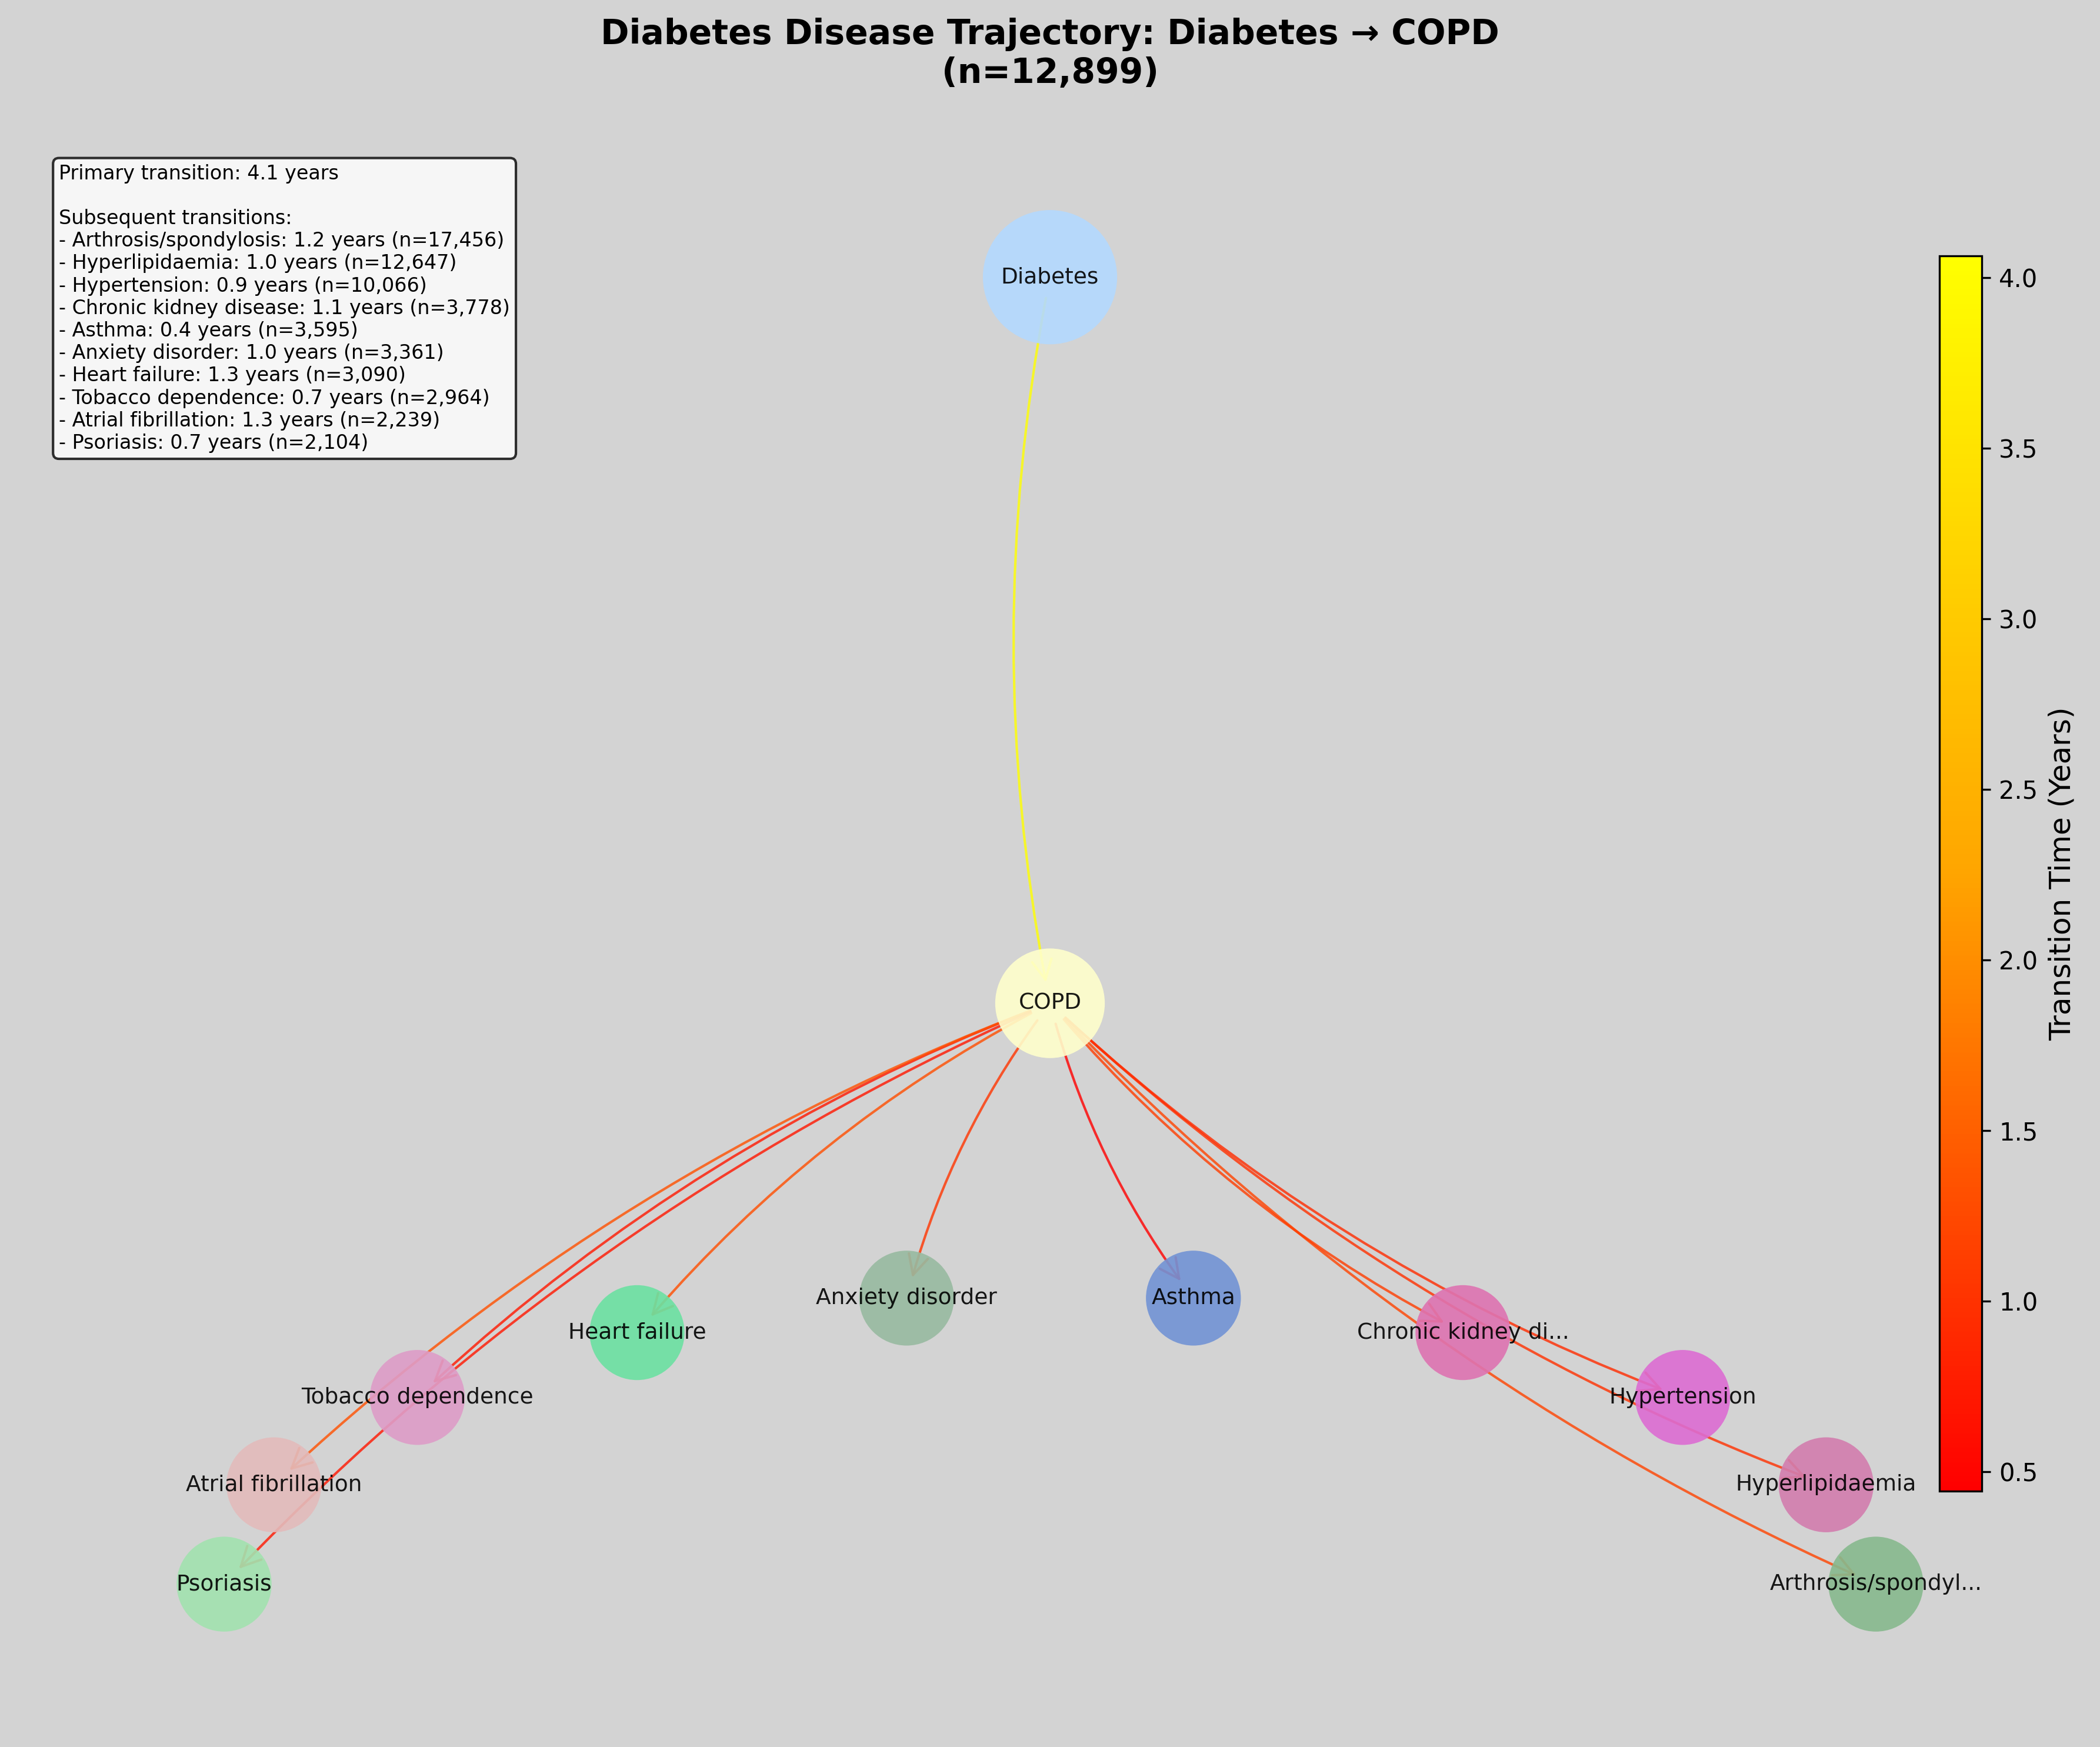 Diabetes Disease Trajectory: Diabetes → COPD
(n=12,899)
Primary transition: 4.1 years
Subsequent transitions:
- Arthrosis/spondylosis: 1.2 years (n=17,456)
- Hyperlipidaemia: 1.0 years (n=12,647)
- Hypertension: 0.9 years (n=10,066)
- Chronic kidney disease: 1.1 years (n=3,778)
- Asthma: 0.4 years (n=3,595)
- Anxiety disorder: 1.0 years (n=3,361)
- Heart failure: 1.3 years (n=3,090)
- Tobacco dependence: 0.7 years (n=2,964)
- Atrial fibrillation: 1.3 years (n=2,239)
- Psoriasis: 0.7 years (n=2,104)
Diabetes
COPD
Anxiety disorder
Asthma
Heart failure
Chronic kidney di...
Tobacco dependence
Hypertension
Atrial fibrillation
Hyperlipidaemia
Psoriasis
Arthrosis/spondyl...
4.0
3.5
3.0
2.5
2.0
1.5
1.0
0.5
Transition Time (Years)